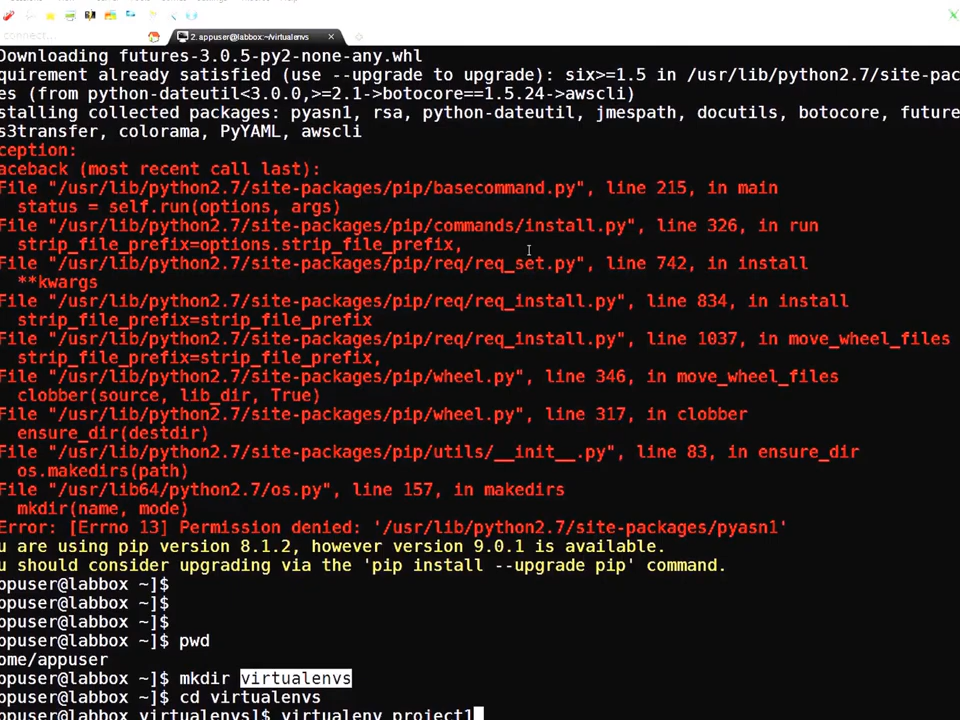 2. appuser@labbox:~/virtualenvs
Downloading futures-3.0.5-py2-none-any.whl
quirement already satisfied (use --upgrade to upgrade): six>=1.5 in /usr/lib/python2.7/site-pac
es (from python-dateutil<3.0.0,>=2.1->botocore==1.5.24->awscli)
stalling collected packages: pyasn1, rsa, python-dateutil, jmespath, docutils, botocore, future
s3transfer, colorama, PyYAML, awscli
ception:
aceback (most recent call last):
File "/usr/lib/python2.7/site-packages/pip/basecommand.py", line 215, in main
status = self.run(options, args)
File "/usr/lib/python2.7/site-packages/pip/commands/install.py", line 326, in run
strip_file_prefix=options.strip_file_prefix,
File "/usr/lib/python2.7/site-packages/pip/req/req_set.py", line 742, in install
**kwargs
File "/usr/lib/python2.7/site-packages/pip/req/req_install.py", line 834, in install
strip_file_prefix=strip_file_prefix
File "/usr/lib/python2.7/site-packages/pip/req/req_install.py", line 1037, in move_wheel_files
strip_file_prefix=strip_file_prefix,
File "/usr/lib/python2.7/site-packages/pip/wheel.py", line 346, in move_wheel_files
clobber(source, lib_dir, True)
File "/usr/lib/python2.7/site-packages/pip/wheel.py", line 317, in clobber
ensure_dir(destdir)
File "/usr/lib/python2.7/site-packages/pip/utils/__init__.py", line 83, in ensure_dir
os.makedirs(path)
File "/usr/lib64/python2.7/os.py", line 157, in makedirs
mkdir(name, mode)
Error: [Errno 13] Permission denied: '/usr/lib/python2.7/site-packages/pyasn1'
u are using pip version 8.1.2, however version 9.0.1 is available.
u should consider upgrading via the 'pip install --upgrade pip' command.
ppuser@labbox ~]$
ppuser@labbox ~]$
ppuser@labbox ~]$
ppuser@labbox ~]$ pwd
ome/appuser
ppuser@labbox ~]$ mkdir virtualenvs
ppuser@labbox ~]$ cd virtualenvs
ppuser@labbox virtualenvs]$ virtualenv project1